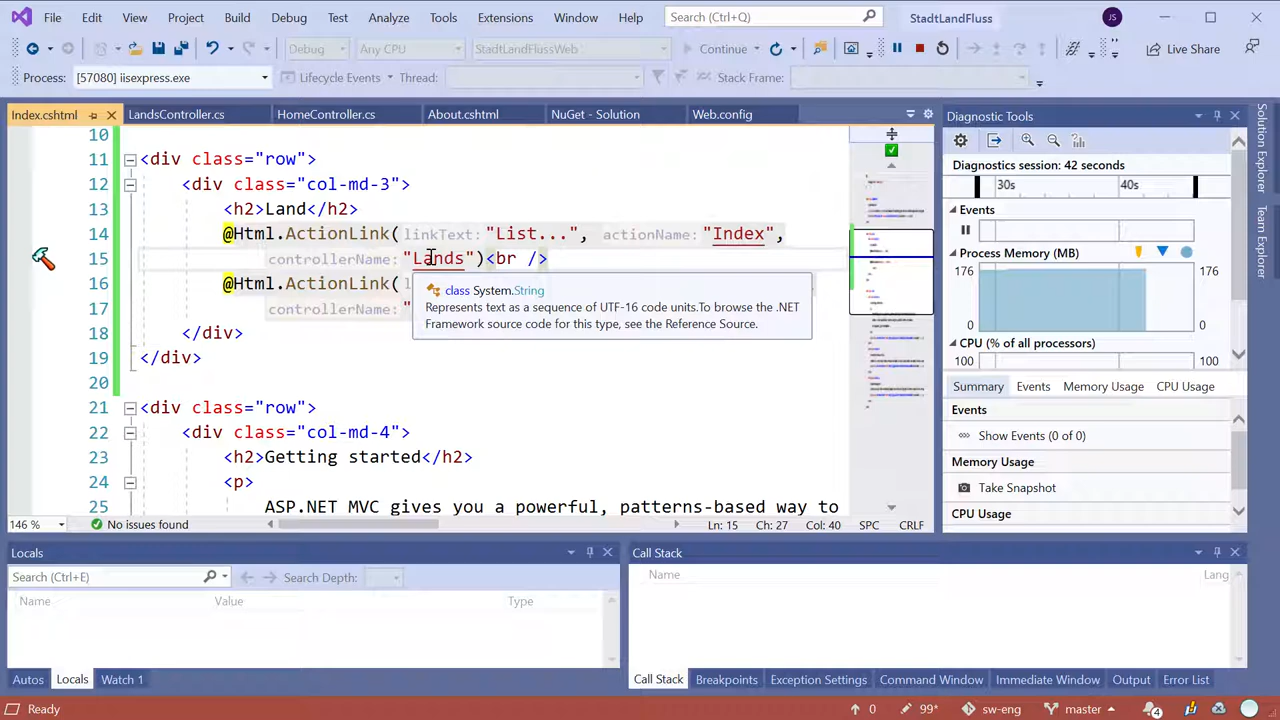 File Edit View Project Build Debug Test Analyze Tools Extensions Window Help Search (Ctrl+Q) StadtLandFluss JS
Debug Any CPU StadtLandFlussWeb Continue Live Share
Process: [57080] iisexpress.exe Lifecycle Events Thread: Stack Frame:
Index.cshtml LandsController.cs HomeController.cs About.cshtml NuGet - Solution Web.config
10
11 <div class="row">
12 <div class="col-md-3">
13 <h2>Land</h2>
14 @Html.ActionLink(linkText:"List...", actionName:"Index",
15 controllerName:"Lands")<br />
16 @Html.ActionLink(
17 controllerName:"
18 </div>
19 </div>
20
21 <div class="row">
22 <div class="col-md-4">
23 <h2>Getting started</h2>
24 <p>
25 ASP.NET MVC gives you a powerful, patterns-based way to
class System.String
Represents text as a sequence of UTF-16 code units.To browse the .NET
Framework source code for this type, see the Reference Source.
146 % No issues found Ln: 15 Ch: 27 Col: 40 SPC CRLF
Diagnostic Tools
Diagnostics session: 42 seconds
30s 40s
Events
Process Memory (MB)
176 176
0 0
CPU (% of all processors)
100 100
Summary Events Memory Usage CPU Usage
Events
Show Events (0 of 0)
Memory Usage
Take Snapshot
CPU Usage
Solution Explorer
Team Explorer
Locals
Search (Ctrl+E) Search Depth:
Name Value Type
Autos Locals Watch 1
Call Stack
Name Lang
Call Stack Breakpoints Exception Settings Command Window Immediate Window Output Error List
Ready 0 99* sw-eng master 4